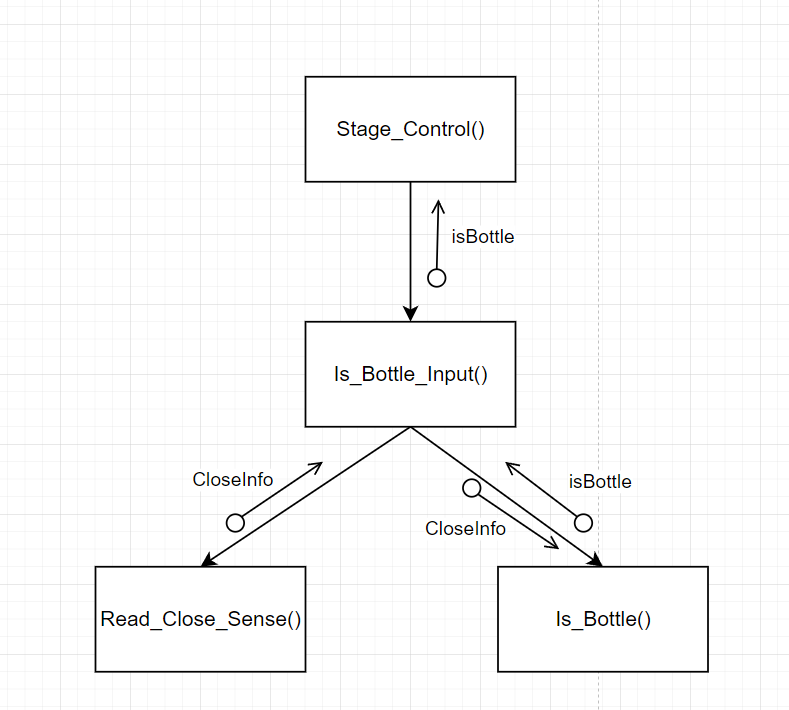 Stage_Control()
isBottle
Is_Bottle_Input()
CloseInfo
isBottle
CloseInfo
Read_Close_Sense()
Is_Bottle()